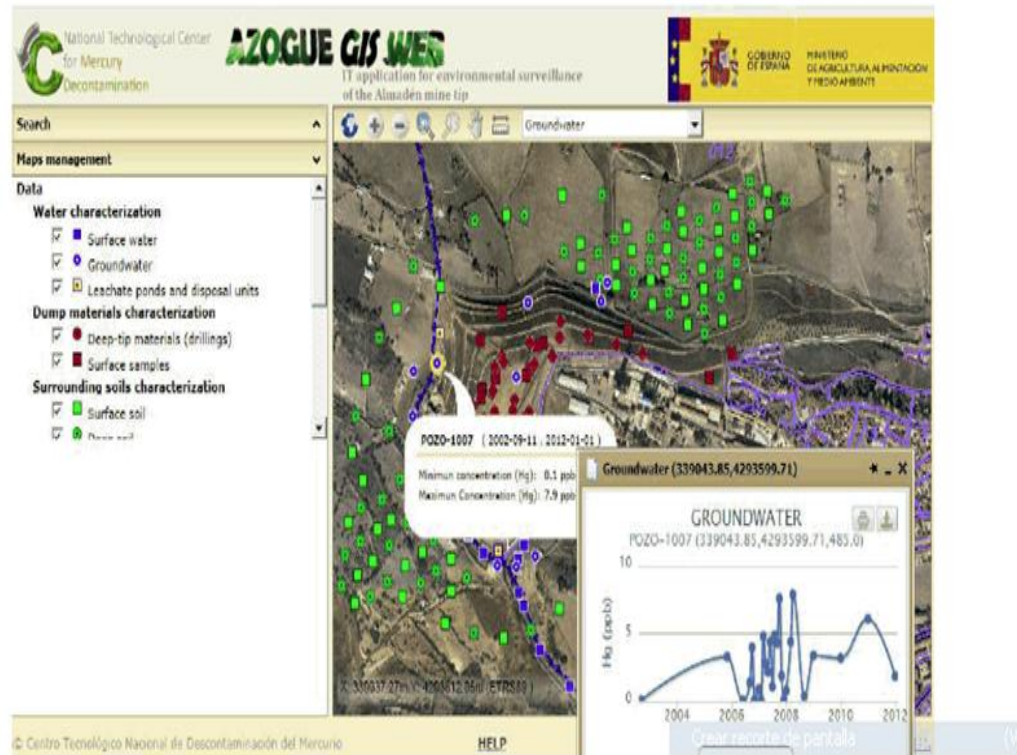 National Technological Center
for Mercury
Decontamination
AZOGUE GIS WEB
IT application for environmental surveillance
of the Almadén mine tip
GOBIERNO
DE ESPAÑA
MINISTERIO
DE AGRICULTURA, ALIMENTACIÓN
Y MEDIO AMBIENTE
Search
Groundwater
Maps management
Data
Water characterization
Surface water
Groundwater
Leachate ponds and disposal units
Dump materials characterization
Deep-tip materials (drillings)
Surface samples
Surrounding soils characterization
Surface soil
Deep soil
POZO-1007 ( 2002-09-11 , 2012-01-01 )
Minimun concentretion (Hg): 0.1 ppb
Maximun Concentretion (Hg): 7.9 ppb
Groundwater (339043.85,4293599.71)
GROUNDWATER
POZO-1007 (339043.85,4293599.71,485.0)
Hg (ppb)
10
5
0
2004 2006 2008 2010 2012
© Centro Tecnológico Nacional de Descontaminación del Mercurio
HELP
Crear recorte de pantalla